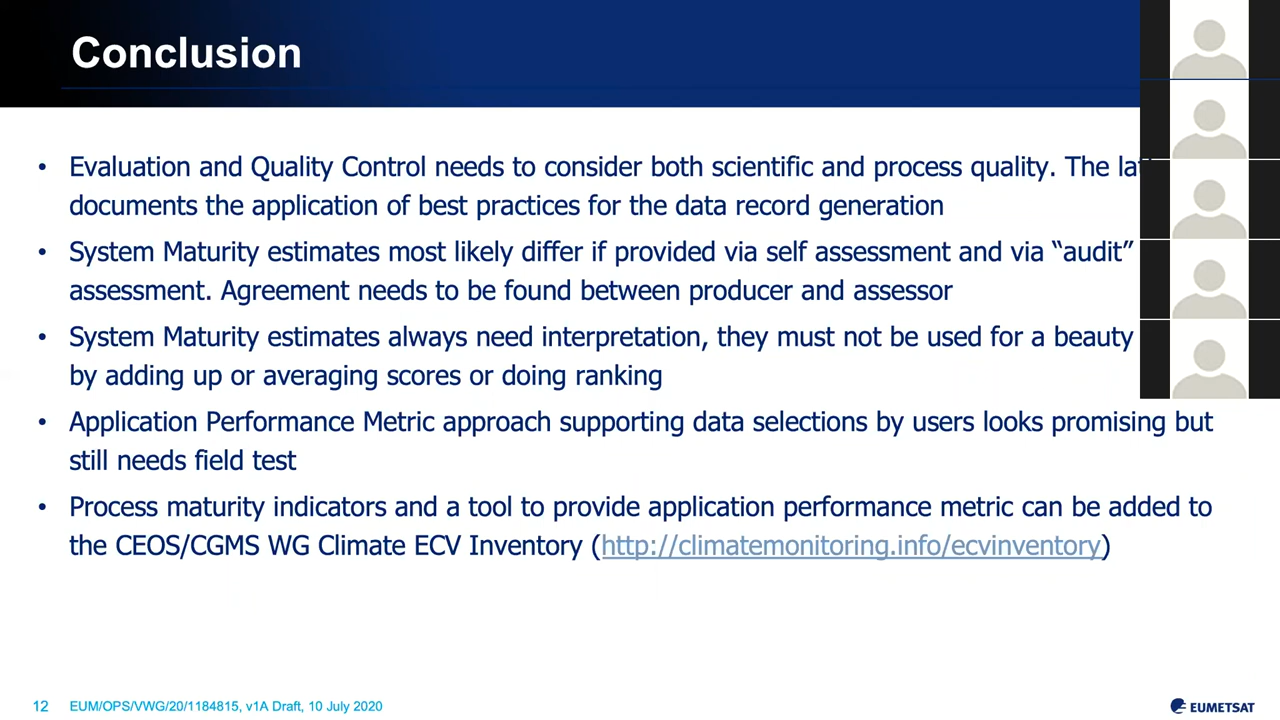 Conclusion
• Evaluation and Quality Control needs to consider both scientific and process quality. The
documents the application of best practices for the data record generation
• System Maturity estimates most likely differ if provided via self assessment and via “audit”
assessment. Agreement needs to be found between producer and assessor
• System Maturity estimates always need interpretation, they must not be used for a beauty
by adding up or averaging scores or doing ranking
• Application Performance Metric approach supporting data selections by users looks promising but
still needs field test
• Process maturity indicators and a tool to provide application performance metric can be added to
the CEOS/CGMS WG Climate ECV Inventory (http://climatemonitoring.info/ecvinventory)
12 EUM/OPS/VWG/20/1184815, v1A Draft, 10 July 2020
EUMETSAT